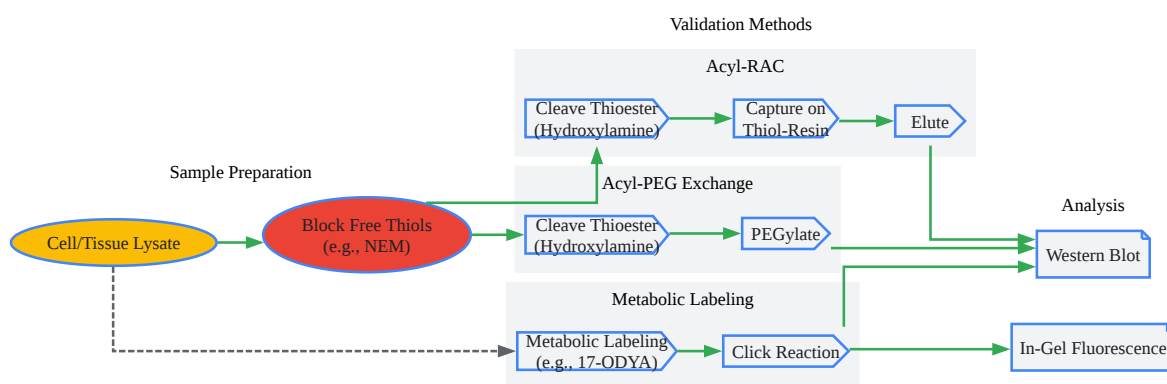 Validation Methods
Acyl-RAC
Cleave Thioester
(Hydroxylamine)
Capture on
Thiol-Resin
Elute
Sample Preparation
Acyl-PEG Exchange
Cell/Tissue Lysate
Block Free Thiols
(e.g., NEM)
Cleave Thioester
(Hydroxylamine)
PEGylate
Analysis
Western Blot
Metabolic Labeling
Metabolic Labeling
(e.g., 17-ODYA)
Click Reaction
In-Gel Fluorescence